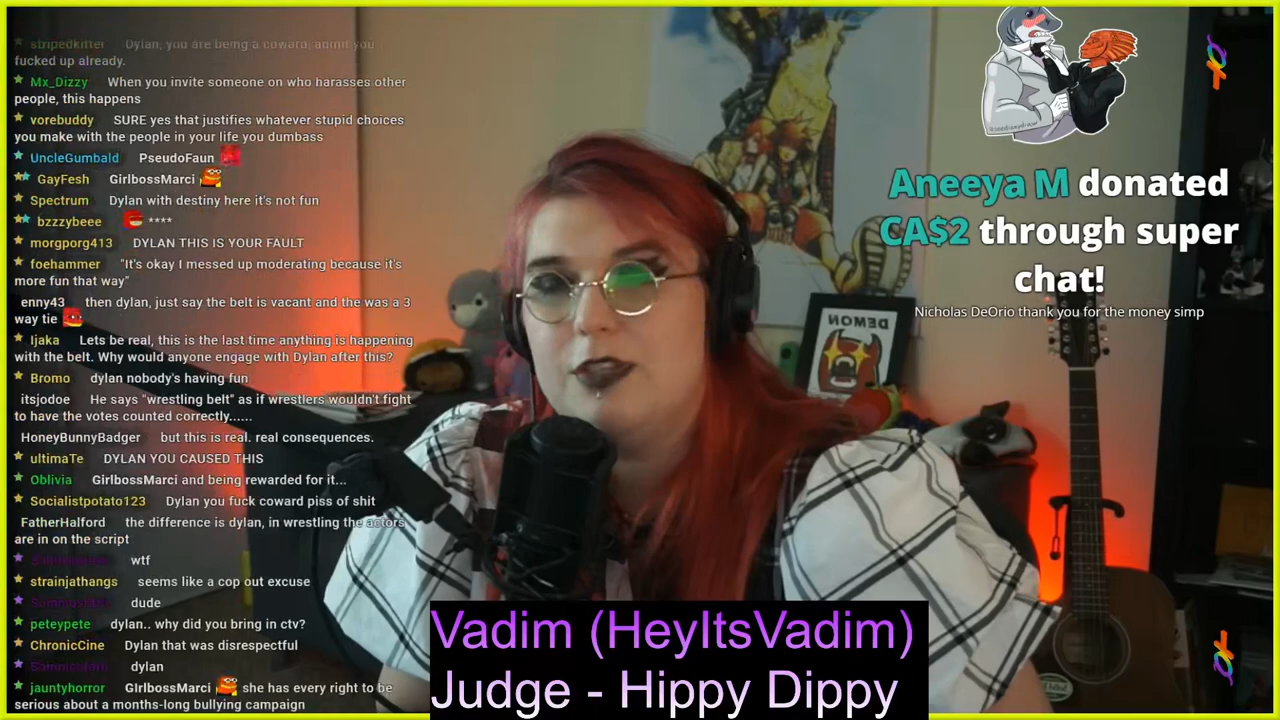 stripedkitter Dylan, you are being a coward, admit you
fucked up already.
Mx_Dizzy When you invite someone on who harasses other
people, this happens
vorebuddy SURE yes that justifies whatever stupid choices
you make with the people in your life you dumbass
UncleGumbald PseudoFaun
GayFesh GirlbossMarci
Spectrum Dylan with destiny here it's not fun
bzzzybeee ****
morgporg413 DYLAN THIS IS YOUR FAULT
foehammer "It's okay I messed up moderating because it's
more fun that way"
enny43 then dylan, just say the belt is vacant and the was a 3
way tie
Ijaka Lets be real, this is the last time anything is happening
with the belt. Why would anyone engage with Dylan after this?
Bromo dylan nobody's having fun
itsjodoe He says "wrestling belt" as if wrestlers wouldn't fight
to have the votes counted correctly......
HoneyBunnyBadger but this is real. real consequences.
ultimaTe DYLAN YOU CAUSED THIS
Oblivia GirlbossMarci and being rewarded for it...
Socialistpotato123 Dylan you fuck coward piss of shit
FatherHalford the difference is dylan, in wrestling the actors
are in on the script
wtf
strainjathangs seems like a cop out excuse
dude
peteypete dylan.. why did you bring in ctv?
ChronicCine Dylan that was disrespectful
dylan
jauntyhorror GIrlbossMarci she has every right to be
serious about a months-long bullying campaign
Aneeya M donated
CA$2 through super
chat!
Nicholas DeOrio thank you for the money simp
DEMON
Vadim (HeyItsVadim)
Judge - Hippy Dippy